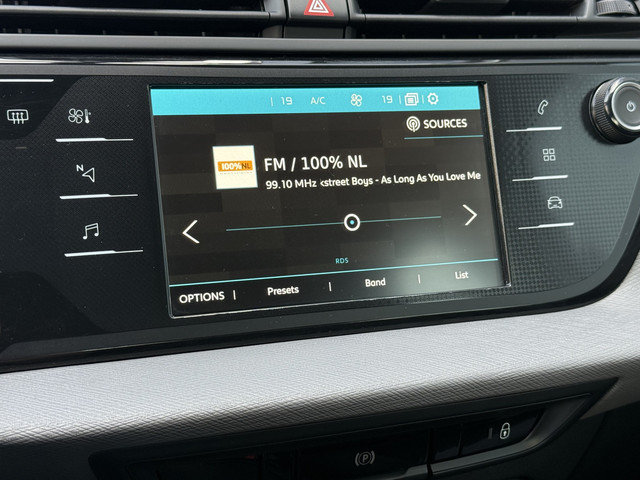 19 A/C 19
SOURCES
100%NL
FM / 100% NL
99.10 MHz <street Boys - As Long As You Love Me
N
RDS
OPTIONS | Presets | Band | List
P